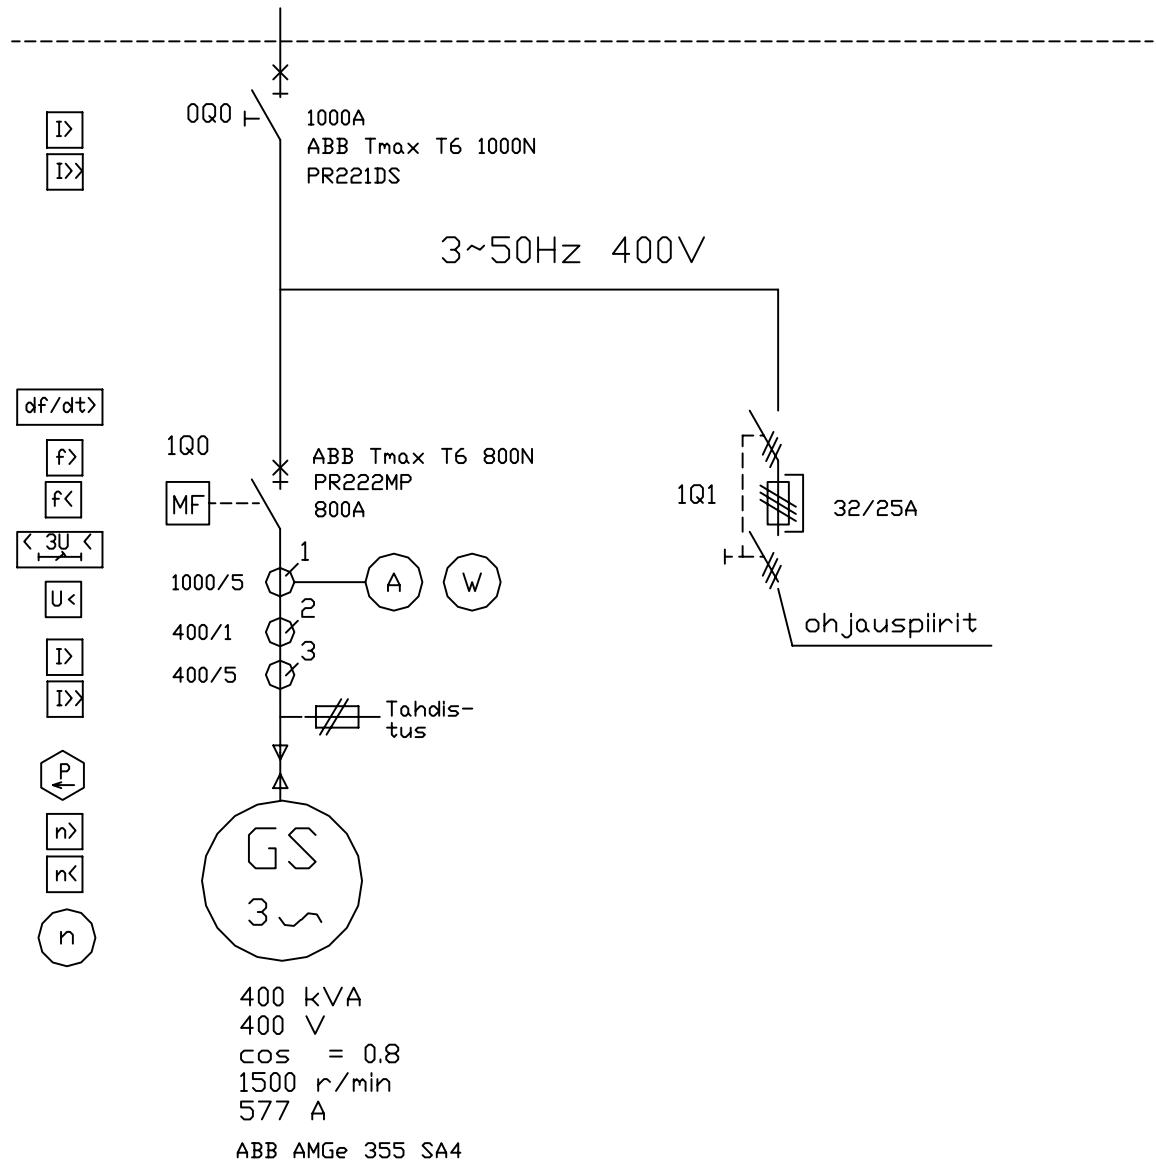 0Q0
1000A
ABB Tmax T6 1000N
PR221DS
I>
I>>
3~50Hz 400V
df/dt>
f>
f<
< 3U <
U<
I>
I>>
P
n>
n<
n
1Q0
MF
ABB Tmax T6 800N
PR222MP
800A
1
1000/5
A
W
2
400/1
3
400/5
Tahdis-
tus
1Q1
32/25A
ohjauspiirit
GS
3~
400 kVA
400 V
cos = 0.8
1500 r/min
577 A
ABB AMGe 355 SA4